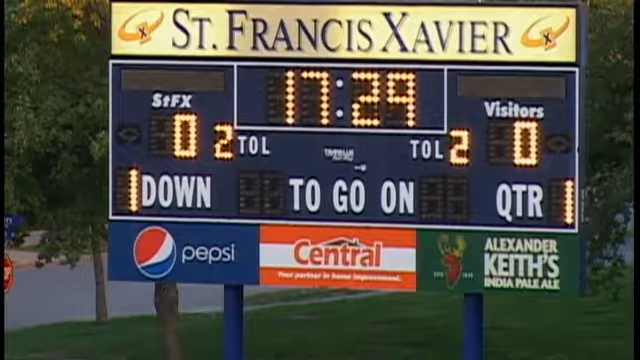 ST. FRANCIS XAVIER
StFX 17:29 Visitors
0 2 TOL TOL 2 0
1 DOWN TO GO ON QTR 1
pepsi Central ALEXANDER KEITH'S
Your partner in home improvement. INDIA PALE ALE